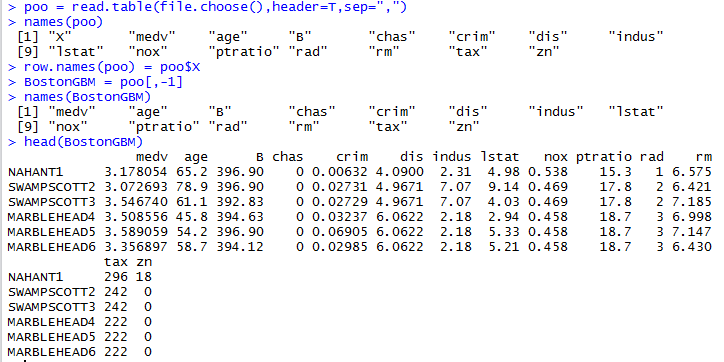 > poo = read.table(file.choose(),header=T,sep=",")
> names(poo)
 [1] "X"       "medv"    "age"     "B"       "chas"    "crim"    "dis"     "indus"
 [9] "lstat"   "nox"     "ptratio" "rad"     "rm"      "tax"     "zn"
> row.names(poo) = poo$X
> BostonGBM = poo[,-1]
> names(BostonGBM)
 [1] "medv"    "age"     "B"       "chas"    "crim"    "dis"     "indus"   "lstat"
 [9] "nox"     "ptratio" "rad"     "rm"      "tax"     "zn"
> head(BostonGBM)
                medv  age      B chas    crim    dis indus lstat   nox ptratio rad    rm
NAHANT1     3.178054 65.2 396.90    0 0.00632 4.0900  2.31  4.98 0.538    15.3   1 6.575
SWAMPSCOTT2 3.072693 78.9 396.90    0 0.02731 4.9671  7.07  9.14 0.469    17.8   2 6.421
SWAMPSCOTT3 3.546740 61.1 392.83    0 0.02729 4.9671  7.07  4.03 0.469    17.8   2 7.185
MARBLEHEAD4 3.508556 45.8 394.63    0 0.03237 6.0622  2.18  2.94 0.458    18.7   3 6.998
MARBLEHEAD5 3.589059 54.2 396.90    0 0.06905 6.0622  2.18  5.33 0.458    18.7   3 7.147
MARBLEHEAD6 3.356897 58.7 394.12    0 0.02985 6.0622  2.18  5.21 0.458    18.7   3 6.430
            tax zn
NAHANT1     296 18
SWAMPSCOTT2 242  0
SWAMPSCOTT3 242  0
MARBLEHEAD4 222  0
MARBLEHEAD5 222  0
MARBLEHEAD6 222  0